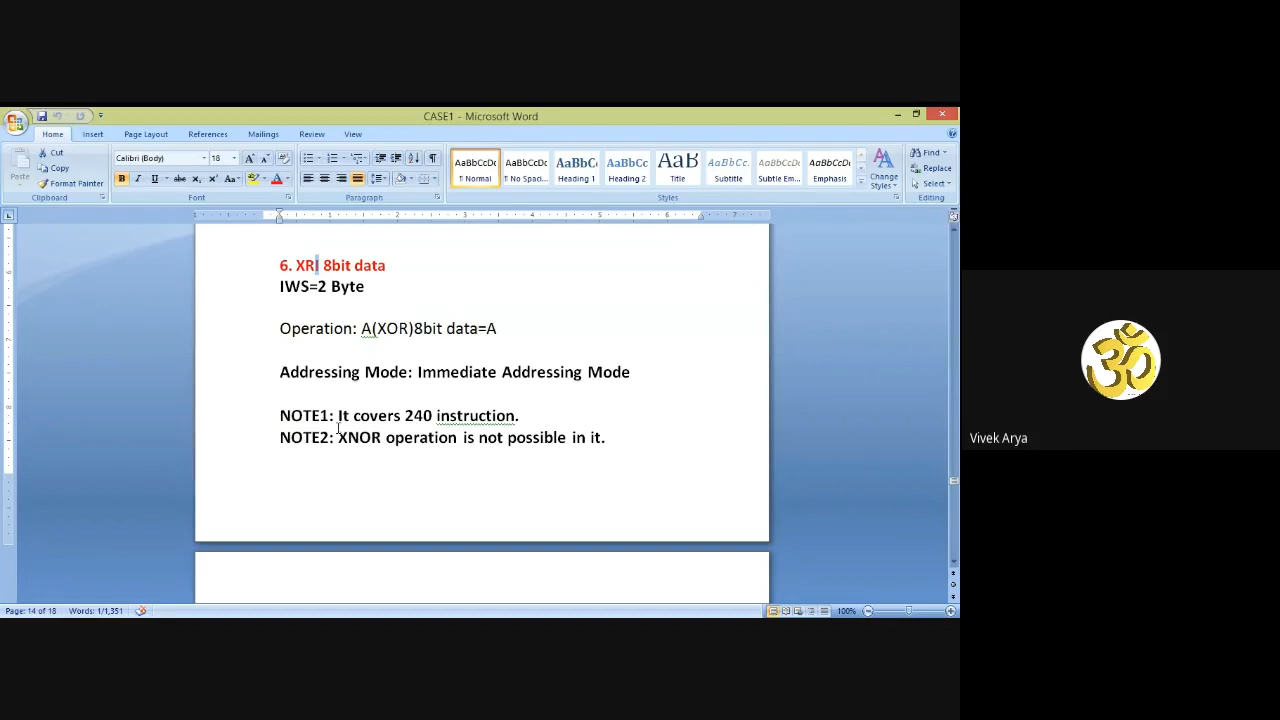 CASE1 - Microsoft Word
Home Insert Page Layout References Mailings Review View
Paste
Cut
Copy
Format Painter
Clipboard
Calibri (Body) 18
Font
Paragraph
AaBbCcDc AaBbCcDc AaBbC AaBbCc AaB AaBbCc. AaBbCcDc AaBbCcDc
¶ Normal ¶ No Spaci... Heading 1 Heading 2 Title Subtitle Subtle Em... Emphasis
Change Styles
Styles
Find
Replace
Select
Editing
6. XRI 8bit data
IWS=2 Byte
Operation: A(XOR)8bit data=A
Addressing Mode: Immediate Addressing Mode
NOTE1: It covers 240 instruction.
NOTE2: XNOR operation is not possible in it.
Page: 14 of 18 Words: 1/1,351
100%
ॐ
Vivek Arya